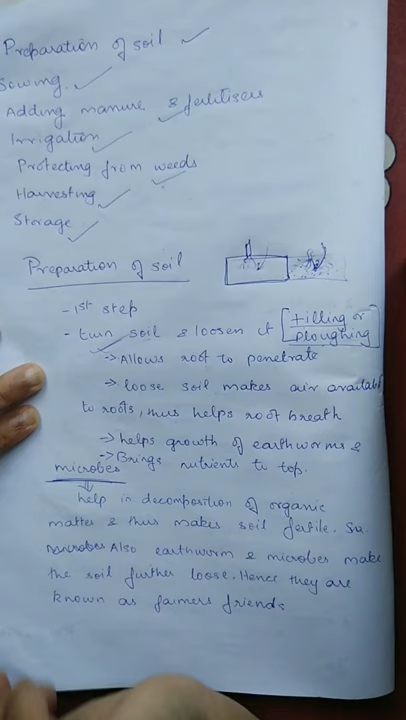 Preparation of soil
Sowing.
Adding manure & fertilisers
Irrigation
Protecting from weeds
Harvesting
Storage
Preparation of soil
- 1st step
- turn soil & loosen it [tilling or
ploughing]
-> Allows root to penetrate
-> loose soil makes air availabl
to roots, thus helps root breath
-> helps growth of earthworms &
microbes
-> Brings nutrients to top.
help in decomposition of organic
matter & thus makes soil fertile. Su
microbes Also earthworm & microbes make
the soil further loose. Hence they are
known as farmers friends